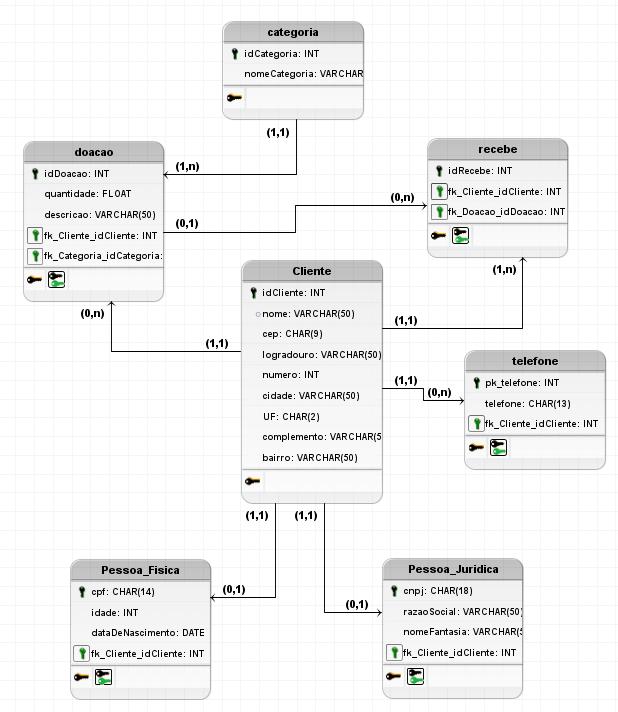 categoria
idCategoria: INT
nomeCategoria: VARCHAR
(1,1)
doacao
idDoacao: INT
quantidade: FLOAT
descricao: VARCHAR(50)
fk_Cliente_idCliente: INT
fk_Categoria_idCategoria:
(1,n)
(0,1)
(0,n)
recebe
idRecebe: INT
fk_Cliente_idCliente: INT
fk_Doacao_idDoacao: INT
(0,n)
(1,n)
Cliente
idCliente: INT
nome: VARCHAR(50)
cep: CHAR(9)
logradouro: VARCHAR(50)
numero: INT
cidade: VARCHAR(50)
UF: CHAR(2)
complemento: VARCHAR(5
bairro: VARCHAR(50)
(1,1)
(1,1)
(1,1)
(0,n)
telefone
pk_telefone: INT
telefone: CHAR(13)
fk_Cliente_idCliente: INT
(1,1)
(1,1)
Pessoa_Fisica
cpf: CHAR(14)
idade: INT
dataDeNascimento: DATE
fk_Cliente_idCliente: INT
(0,1)
(0,1)
Pessoa_Juridica
cnpj: CHAR(18)
razaoSocial: VARCHAR(50)
nomeFantasia: VARCHAR(5
fk_Cliente_idCliente: INT